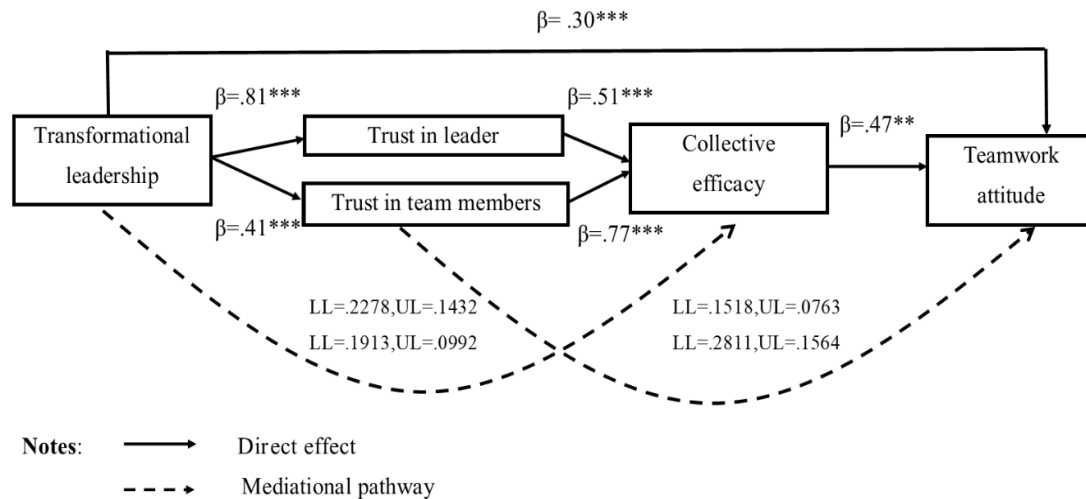 β= .30***
β=.81***
β=.51***
Transformational
leadership
Trust in leader
Trust in team members
Collective
efficacy
β=.47**
Teamwork
attitude
β=.41***
β=.77***
LL=.2278,UL=.1432
LL=.1913,UL=.0992
LL=.1518,UL=.0763
LL=.2811,UL=.1564
Notes:
Direct effect
Mediational pathway